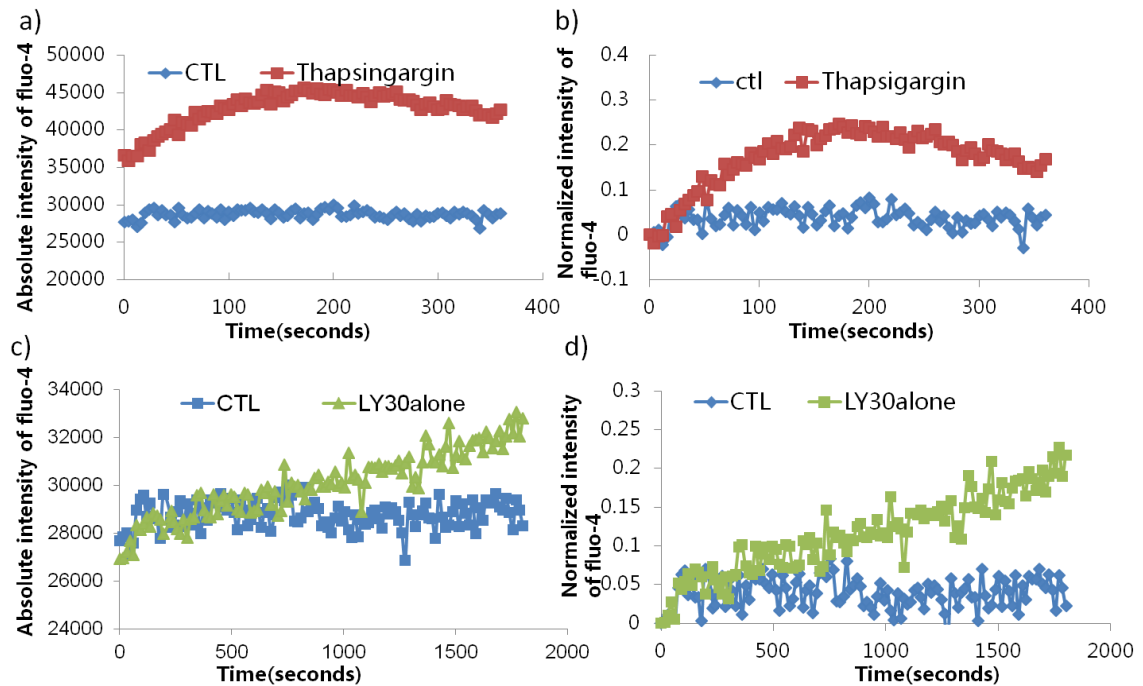 a)
Absolute intensity of fluo-4
50000
45000
40000
35000
30000
25000
20000
CTL
Thapsingargin
0
100
200
300
400
Time(seconds)
b)
Normalized intensity of
fluo-4
0.4
0.3
0.2
0.1
0
-0.1
ctl
Thapsigargin
0
100
200
300
400
Time(seconds)
c)
Absolute intensity of fluo-4
34000
32000
30000
28000
26000
24000
CTL
LY30alone
0
500
1000
1500
2000
Time(seconds)
d)
Normalized intensity
of fluo-4
0.3
0.25
0.2
0.15
0.1
0.05
0
CTL
LY30alone
0
500
1000
1500
2000
Time(seconds)